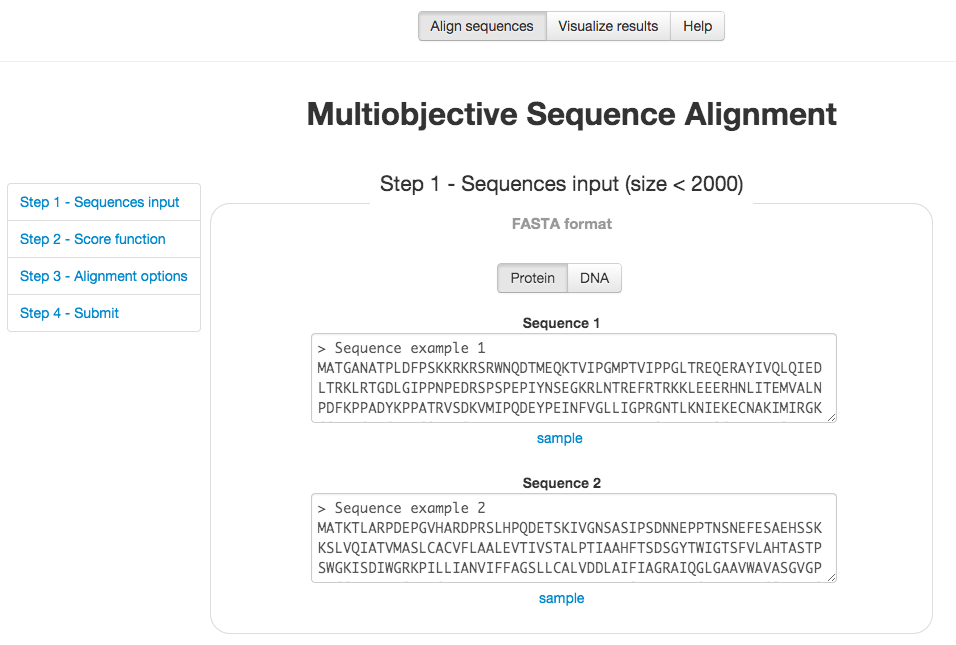 Align sequences Visualize results Help
Multiobjective Sequence Alignment
Step 1 - Sequences input
Step 2 - Score function
Step 3 - Alignment options
Step 4 - Submit
Step 1 - Sequences input (size < 2000)
FASTA format
Protein DNA
Sequence 1
> Sequence example 1
MATGANATPLDFPSKKRKRSRWNQDTMEQKTVIPGMPTVIPPGLTREQERAYIVQLQIED
LTRKLRTGDLGIPPNPEDRSPSPEPIYNSEGKRLNTREFRTRKKLEEERHNLITEMVALN
PDFKPPADYKPPATRVSDKVMIPQDEYPEINFVGLLIGPRGNTLKNIEKECNAKIMIRGK
sample
Sequence 2
> Sequence example 2
MATKTLARPDEPGVHARDPRSLHPQDETSKIVGNSASIPSDNNEPPTNSNEFESAEHSSK
KSLVQIATVMASLCACVFLAALEVTIVSTALPTIAAHFTSDSGYTWIGTSFVLAHTASTP
SWGKISDIWGRKPILLIANVIFFAGSLLCALVDDLAIFIAGRAIQGLGAAVWAVASGVGP
sample